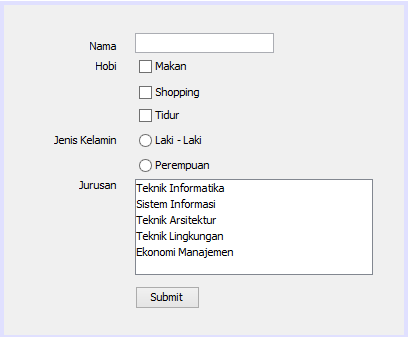 Nama
Hobi Makan
Shopping
Tidur
Jenis Kelamin Laki - Laki
Perempuan
Jurusan Teknik Informatika
Sistem Informasi
Teknik Arsitektur
Teknik Lingkungan
Ekonomi Manajemen
Submit